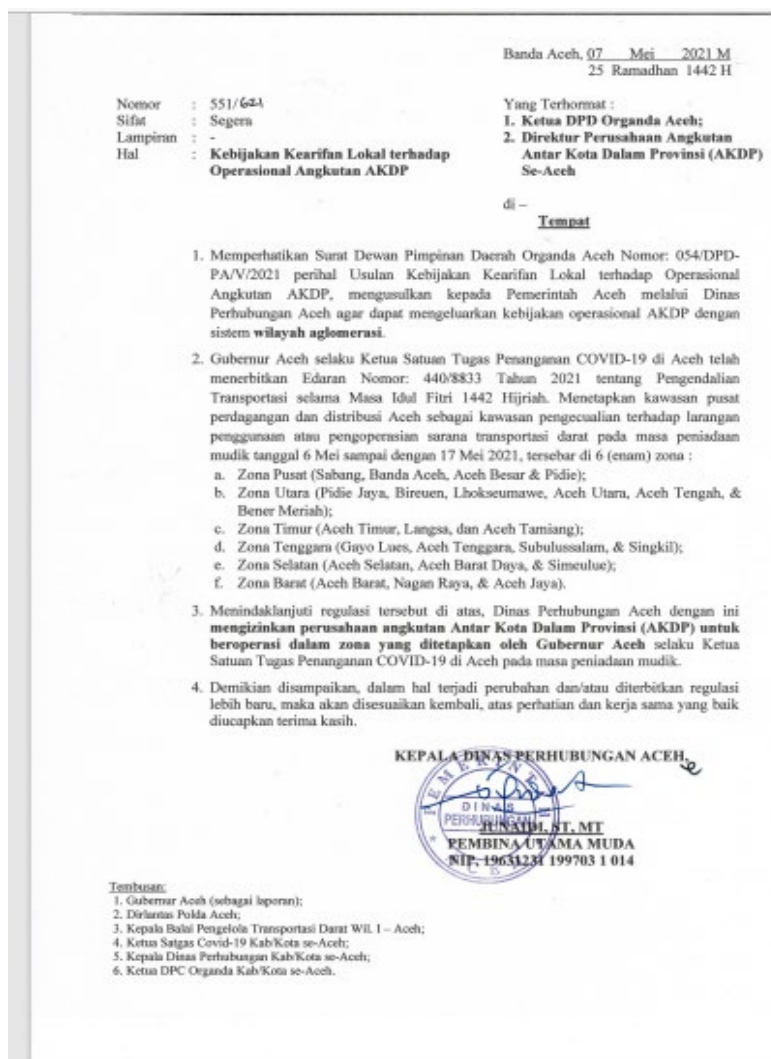 Banda Aceh, 07 Mei 2021 M
25 Ramadhan 1442 H
Nomor : 551/621
Sifat : Segera
Lampiran : -
Hal : Kebijakan Kearifan Lokal terhadap
Operasional Angkutan AKDP
Yang Terhormat :
1. Ketua DPD Organda Aceh;
2. Direktur Perusahaan Angkutan
Antar Kota Dalam Provinsi (AKDP)
Se-Aceh
di –
Tempat
1. Memperhatikan Surat Dewan Pimpinan Daerah Organda Aceh Nomor: 054/DPD-
PA/V/2021 perihal Usulan Kebijakan Kearifan Lokal terhadap Operasional
Angkutan AKDP, mengusulkan kepada Pemerintah Aceh melalui Dinas
Perhubungan Aceh agar dapat mengeluarkan kebijakan operasional AKDP dengan
sistem wilayah aglomerasi.
2. Gubernur Aceh selaku Ketua Satuan Tugas Penanganan COVID-19 di Aceh telah
menerbitkan Edaran Nomor: 440/8833 Tahun 2021 tentang Pengendalian
Transportasi selama Masa Idul Fitri 1442 Hijriah. Menetapkan kawasan pusat
perdagangan dan distribusi Aceh sebagai kawasan pengecualian terhadap larangan
penggunaan atau pengoperasian sarana transportasi darat pada masa peniadaan
mudik tanggal 6 Mei sampai dengan 17 Mei 2021, tersebar di 6 (enam) zona :
a. Zona Pusat (Sabang, Banda Aceh, Aceh Besar & Pidie);
b. Zona Utara (Pidie Jaya, Bireuen, Lhokseumawe, Aceh Utara, Aceh Tengah, &
Bener Meriah);
c. Zona Timur (Aceh Timur, Langsa, dan Aceh Tamiang);
d. Zona Tenggara (Gayo Lues, Aceh Tenggara, Subulussalam, & Singkil);
e. Zona Selatan (Aceh Selatan, Aceh Barat Daya, & Simeulue);
f. Zona Barat (Aceh Barat, Nagan Raya, & Aceh Jaya).
3. Menindaklanjuti regulasi tersebut di atas, Dinas Perhubungan Aceh dengan ini
mengizinkan perusahaan angkutan Antar Kota Dalam Provinsi (AKDP) untuk
beroperasi dalam zona yang ditetapkan oleh Gubernur Aceh selaku Ketua
Satuan Tugas Penanganan COVID-19 di Aceh pada masa peniadaan mudik.
4. Demikian disampaikan, dalam hal terjadi perubahan dan/atau diterbitkan regulasi
lebih baru, maka akan disesuaikan kembali, atas perhatian dan kerja sama yang baik
diucapkan terima kasih.
KEPALA DINAS PERHUBUNGAN ACEH,
PEMERINTAH
DINAS
PERHUBUNGAN
ACEH
JUNAIDI, ST, MT
PEMBINA UTAMA MUDA
NIP. 19631231 199703 1 014
Tembusan:
1. Gubernur Aceh (sebagai laporan);
2. Dirlantas Polda Aceh;
3. Kepala Balai Pengelola Transportasi Darat Wil. I – Aceh;
4. Ketua Satgas Covid-19 Kab/Kota se-Aceh;
5. Kepala Dinas Perhubungan Kab/Kota se-Aceh;
6. Ketua DPC Organda Kab/Kota se-Aceh.